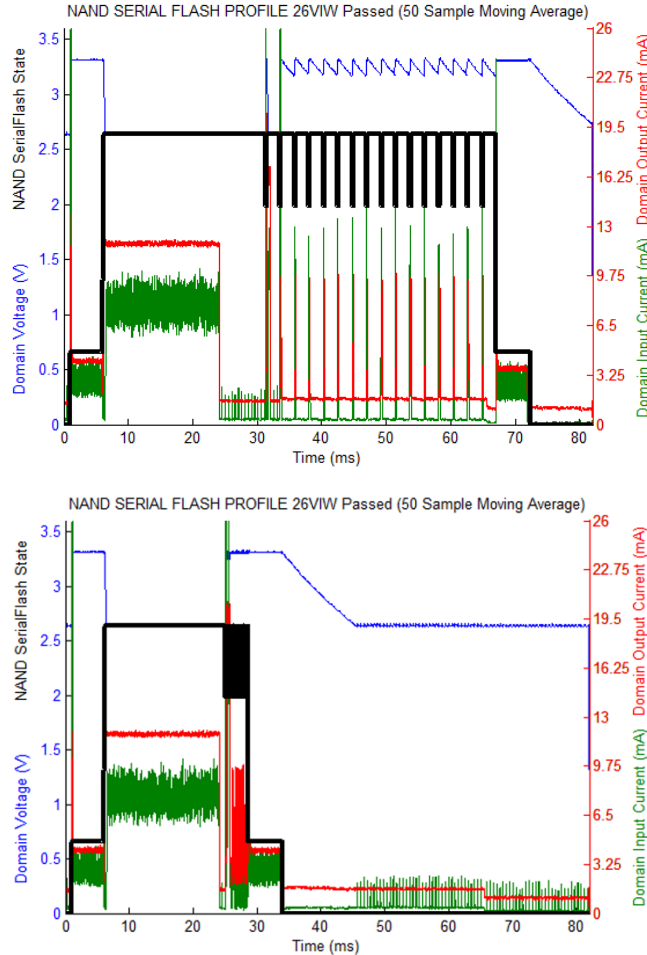 NAND SERIAL FLASH PROFILE 26VIW Passed (50 Sample Moving Average)
Domain Voltage (V)
NAND SerialFlash State
3.5
3
2.5
2
1.5
1
0.5
0
26
22.75
19.5
16.25
13
9.75
6.5
3.25
0
Domain Output Current (mA)
Domain Input Current (mA)
0 10 20 30 40 50 60 70 80
Time (ms)
NAND SERIAL FLASH PROFILE 26VIW Passed (50 Sample Moving Average)
Domain Voltage (V)
NAND SerialFlash State
3.5
3
2.5
2
1.5
1
0.5
0
26
22.75
19.5
16.25
12
9.75
6.5
3.25
0
Domain Output Current (mA)
Domain Input Current (mA)
0 10 20 30 40 50 60 70 80
Time (ms)